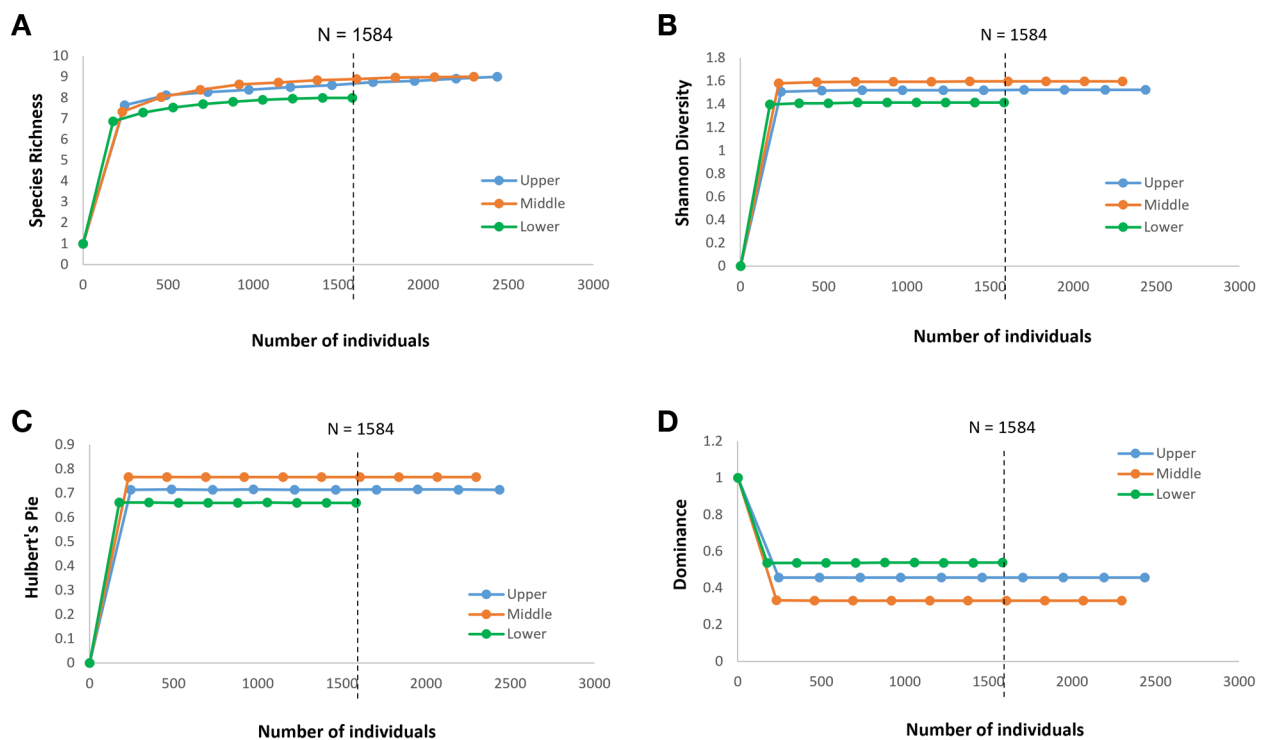 A
N = 1584
Species Richness
10
9
8
7
6
5
4
3
2
1
0
Upper
Middle
Lower
0 500 1000 1500 2000 2500 3000
Number of individuals
B
N = 1584
Shannon Diversity
1.8
1.6
1.4
1.2
1
0.8
0.6
0.4
0.2
0
Upper
Middle
Lower
0 500 1000 1500 2000 2500 3000
Number of individuals
C
N = 1584
Hulbert's Pie
0.9
0.8
0.7
0.6
0.5
0.4
0.3
0.2
0.1
0
Upper
Middle
Lower
0 500 1000 1500 2000 2500 3000
Number of individuals
D
N = 1584
Dominance
1.2
1
0.8
0.6
0.4
0.2
0
Upper
Middle
Lower
0 500 1000 1500 2000 2500 3000
Number of individuals